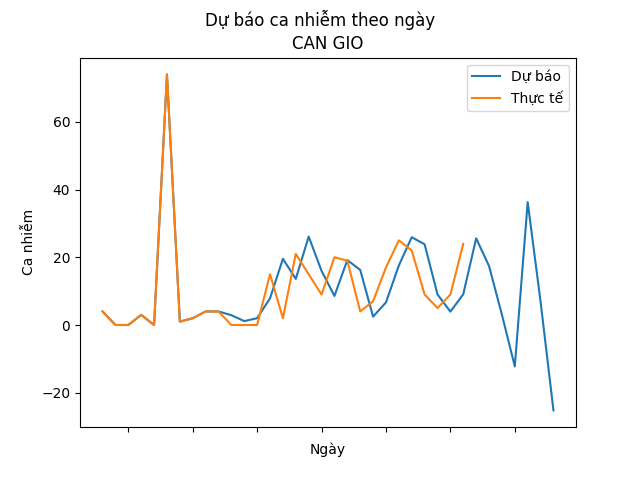 Dự báo ca nhiễm theo ngày
CAN GIO
Dự báo
Thực tế
Ca nhiễm
60
40
20
0
−20
Ngày